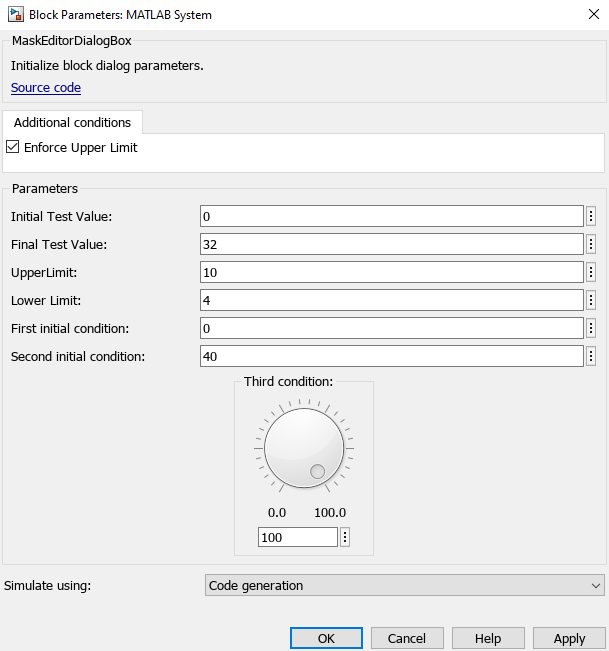 Block Parameters: MATLAB System
MaskEditorDialogBox
Initialize block dialog parameters.
Source code
Additional conditions
Enforce Upper Limit
Parameters
Initial Test Value: 0
Final Test Value: 32
UpperLimit: 10
Lower Limit: 4
First initial condition: 0
Second initial condition: 40
Third condition:
0.0 100.0
100
Simulate using: Code generation
OK Cancel Help Apply